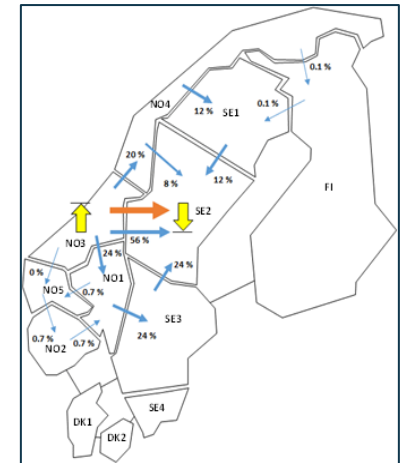 0.1 %
NO4
12 %
SE1
0.1 %
20 %
8 %
12 %
FI
SE2
NO3
56 %
24 %
0 %
NO1
24 %
NO5
0.7 %
24 %
SE3
0.7 %
NO2
0.7 %
SE4
DK1
DK2